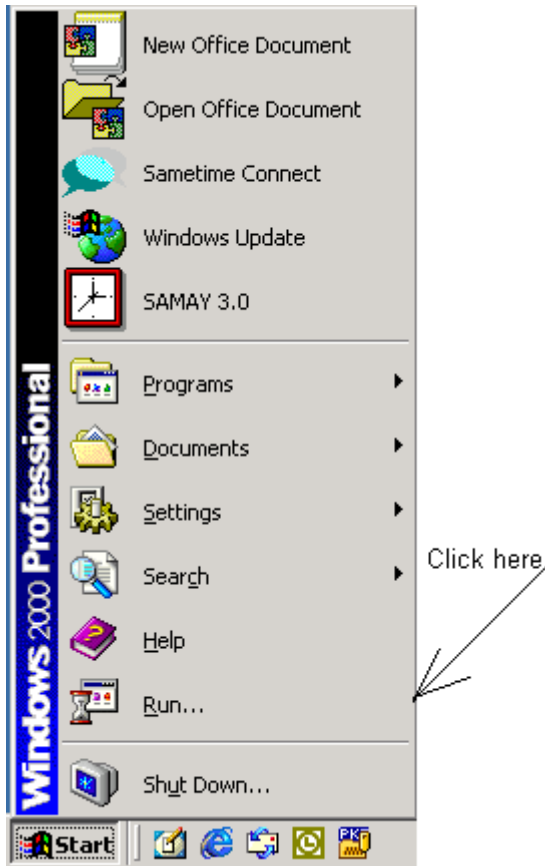 New Office Document
Open Office Document
Sametime Connect
Windows Update
SAMAY 3.0
Programs
Documents
Settings
Search
Click here
Help
Run...
Shut Down...
Windows 2000 Professional
Start
PK